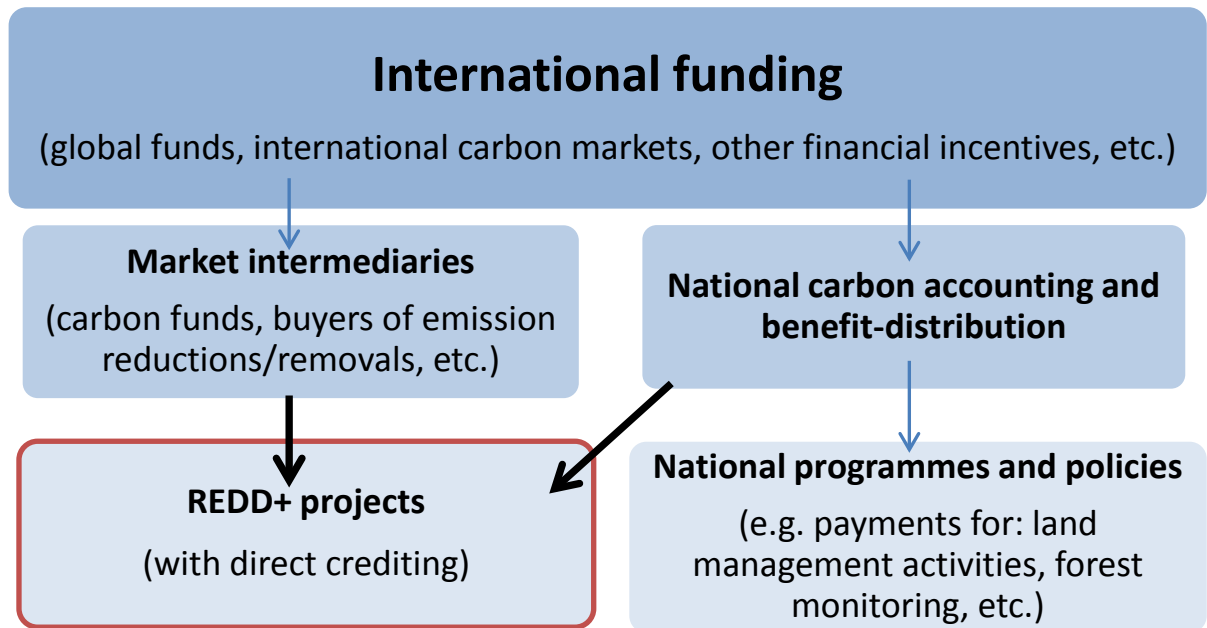 International funding
(global funds, international carbon markets, other financial incentives, etc.)
Market intermediaries
(carbon funds, buyers of emission
reductions/removals, etc.)
National carbon accounting and
benefit-distribution
REDD+ projects
(with direct crediting)
National programmes and policies
(e.g. payments for: land
management activities, forest
monitoring, etc.)